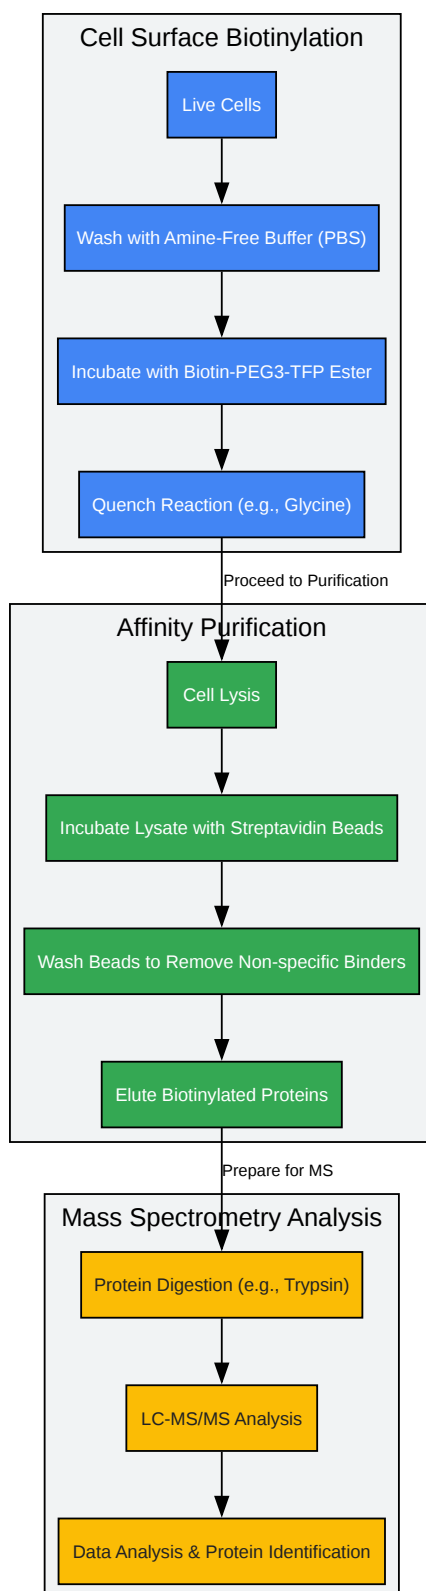 Cell Surface Biotinylation
Live Cells
Wash with Amine-Free Buffer (PBS)
Incubate with Biotin-PEG3-TFP Ester
Quench Reaction (e.g., Glycine)
Proceed to Purification
Affinity Purification
Cell Lysis
Incubate Lysate with Streptavidin Beads
Wash Beads to Remove Non-specific Binders
Elute Biotinylated Proteins
Prepare for MS
Mass Spectrometry Analysis
Protein Digestion (e.g., Trypsin)
LC-MS/MS Analysis
Data Analysis & Protein Identification